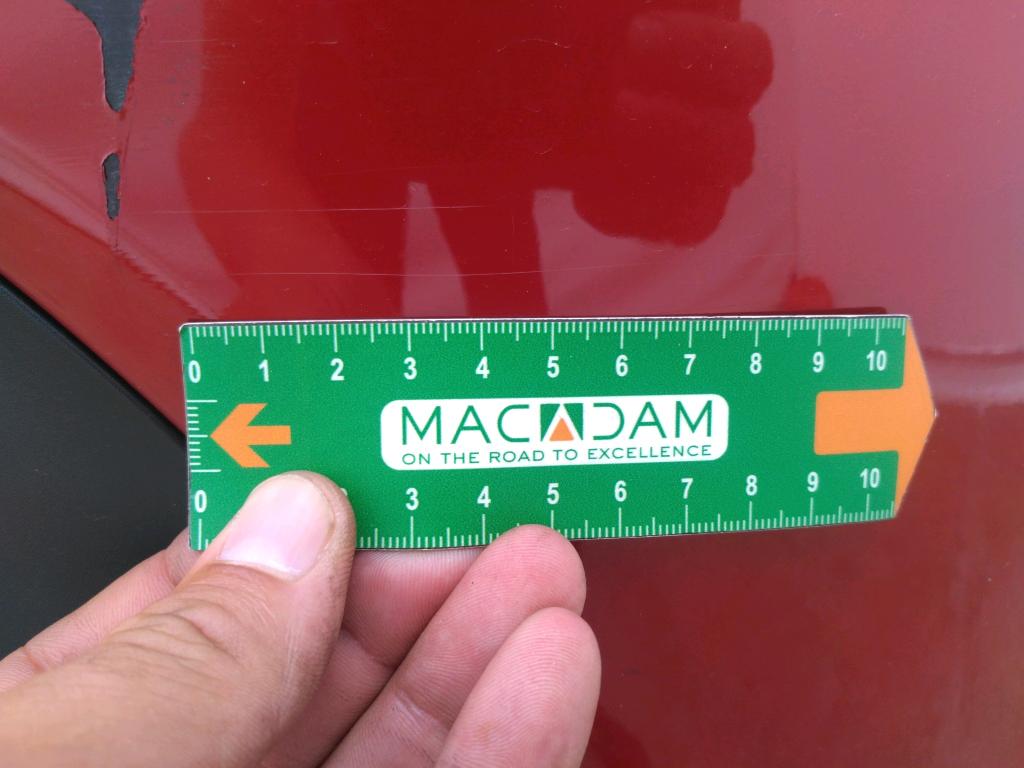 0 1 2 3 4 5 6 7 8 9 10
MACADAM
ON THE ROAD TO EXCELLENCE
0 3 4 5 6 7 8 9 10